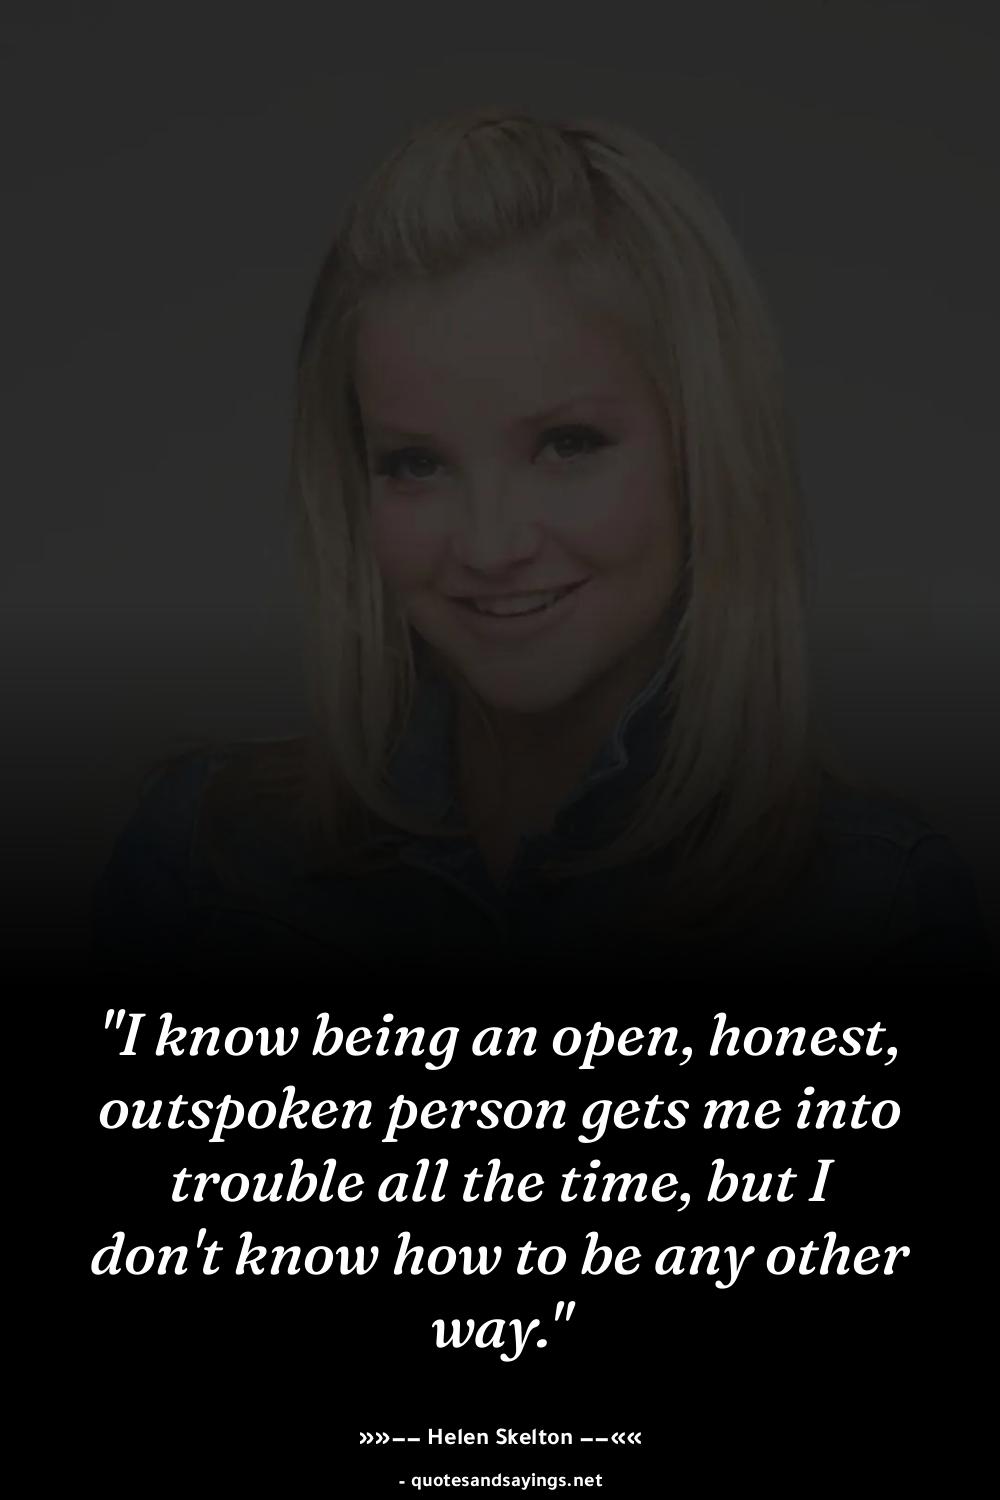 "I know being an open, honest,
outspoken person gets me into
trouble all the time, but I
don't know how to be any other
way."
»»−− Helen Skelton −−««
- quotesandsayings.net